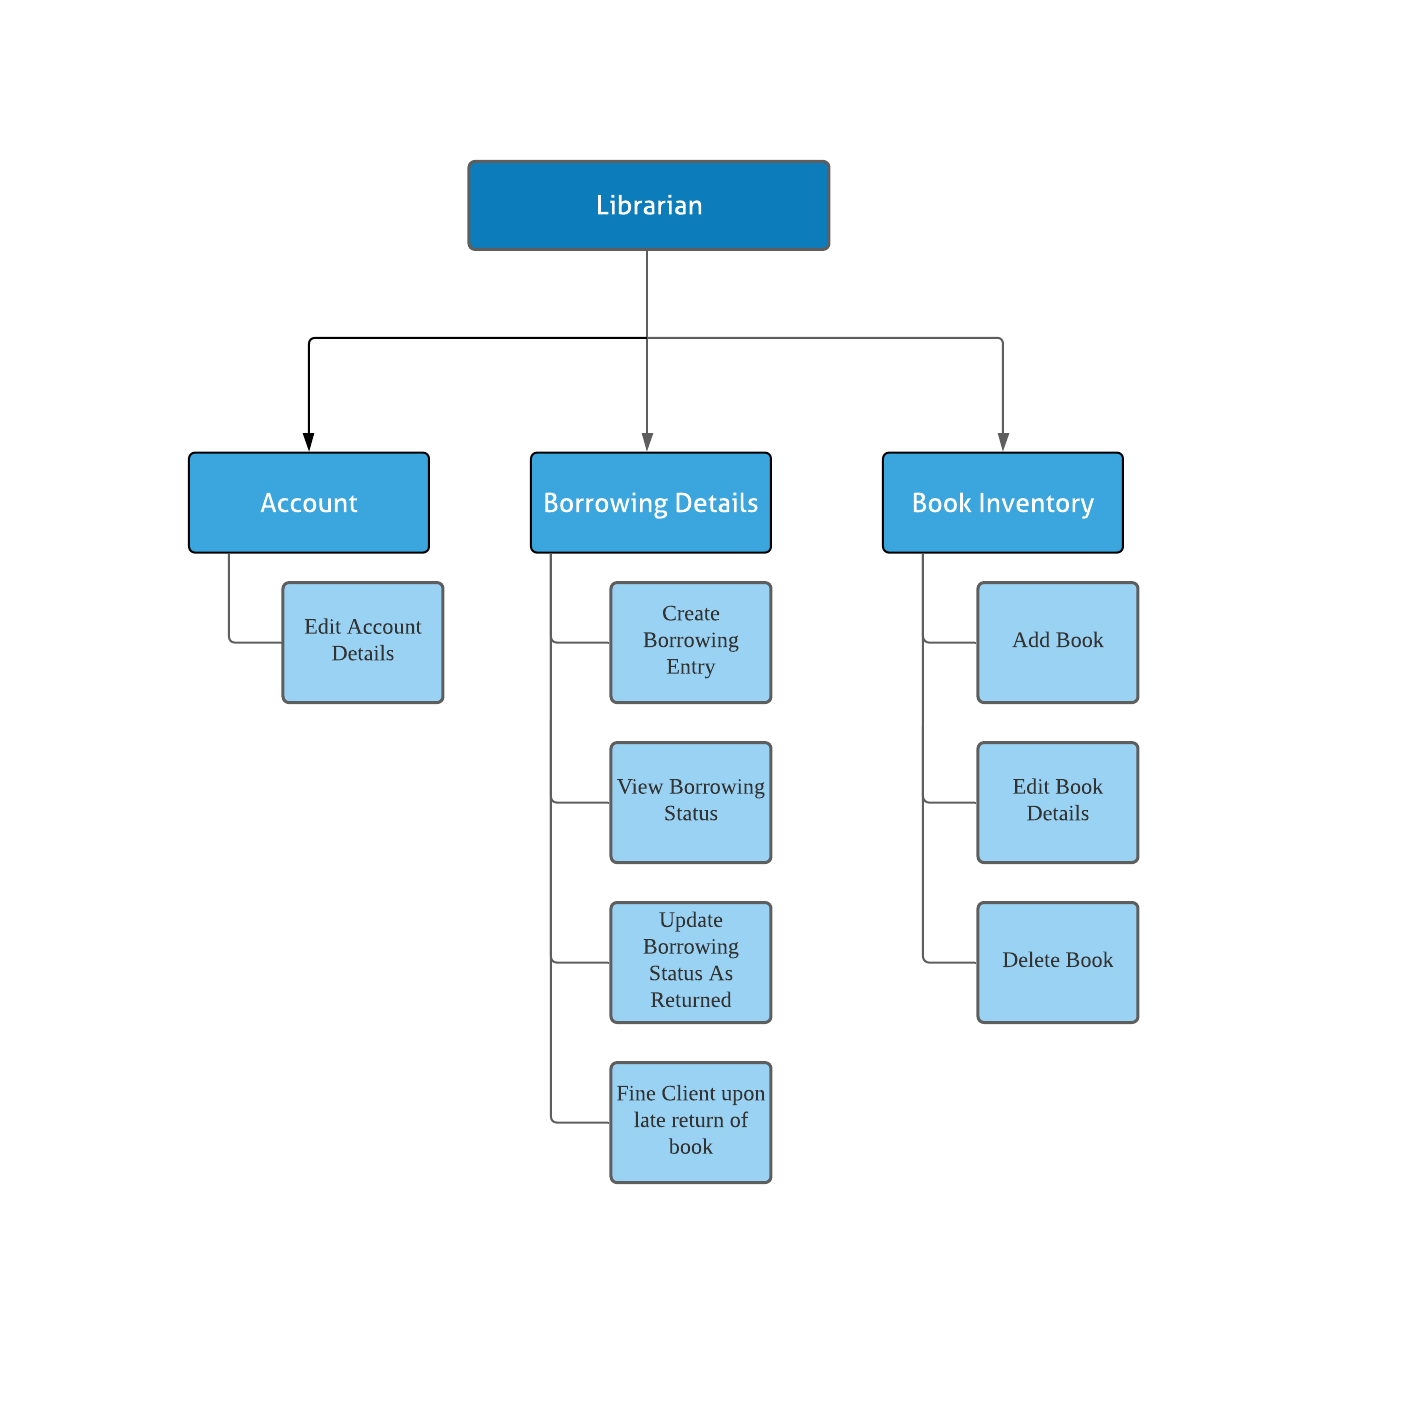 Librarian
Account
Borrowing Details
Book Inventory
Edit Account
Details
Create
Borrowing
Entry
View Borrowing
Status
Update
Borrowing
Status As
Returned
Fine Client upon
late return of
book
Add Book
Edit Book
Details
Delete Book